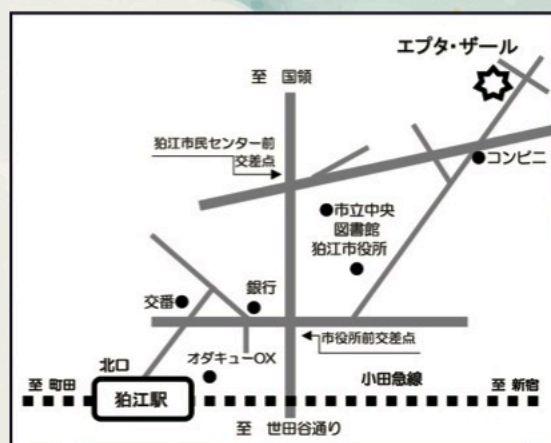 エプタ・ザール
至 国領
狛江市民センター前
交差点
コンビニ
市立中央
図書館
狛江市役所
銀行
交番
市役所前交差点
北口
オダキューOX
至 町田
狛江駅
小田急線
至 新宿
至 世田谷通り